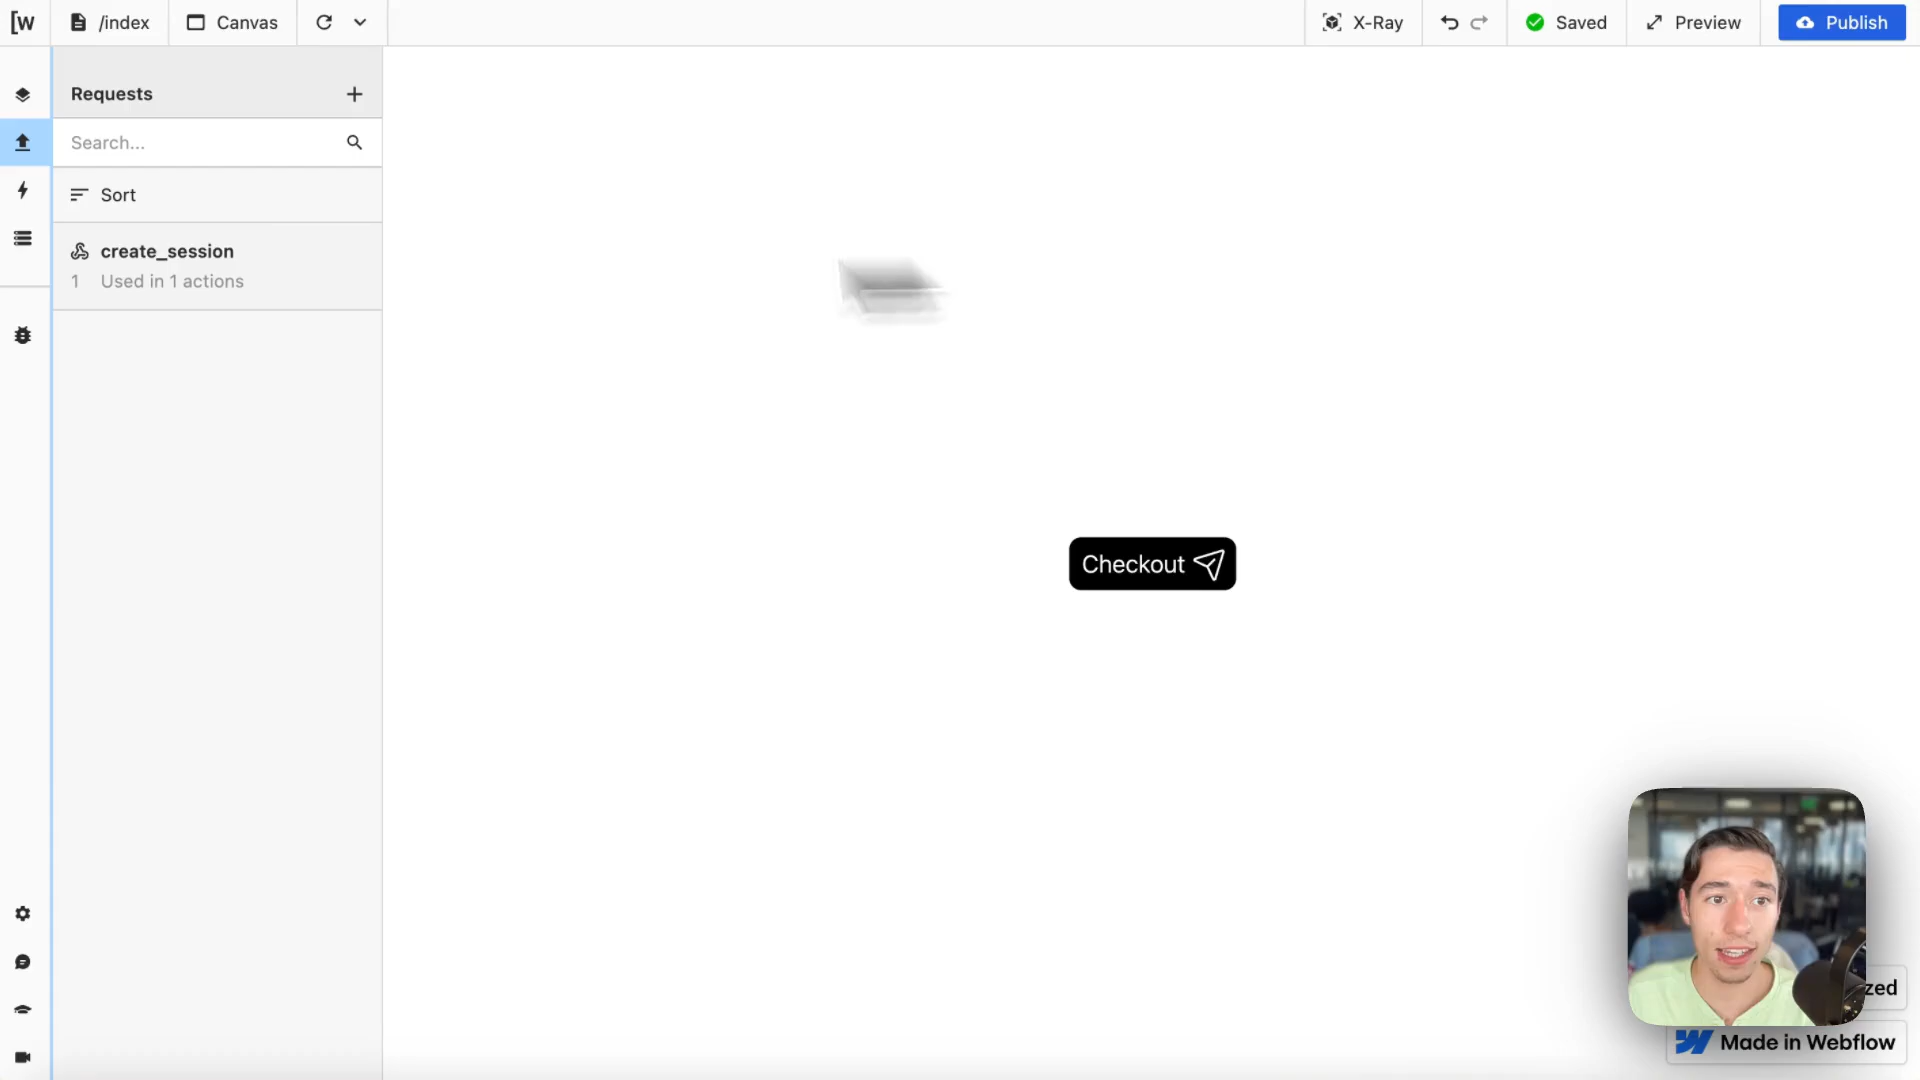 [w
/index
Canvas
X-Ray
Saved
Preview
Publish
Requests
Search...
Sort
create_session
1 Used in 1 actions
Checkout
zed
Made in Webflow